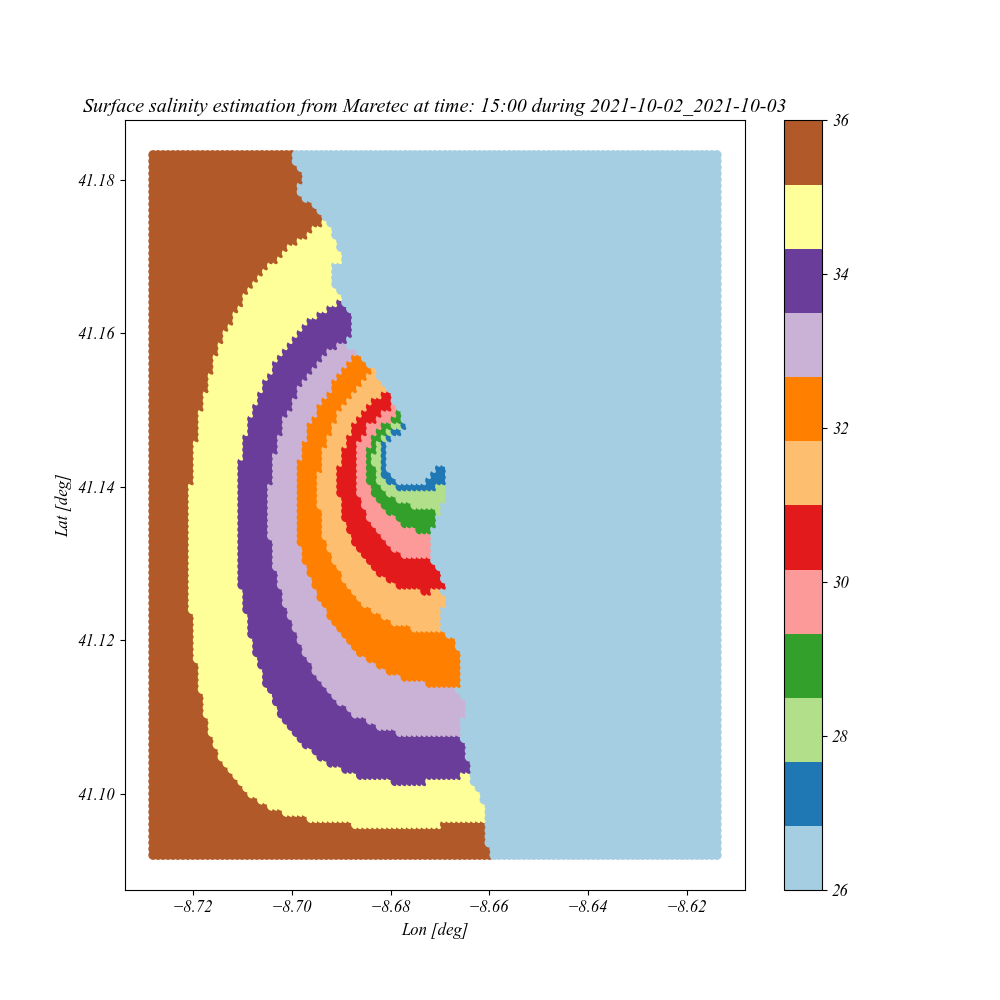 Surface salinity estimation from Maretec at time: 15:00 during 2021-10-02_2021-10-03
41.18
41.16
41.14
41.12
41.10
Lat [deg]
−8.72 −8.70 −8.68 −8.66 −8.64 −8.62
Lon [deg]
36
34
32
30
28
26